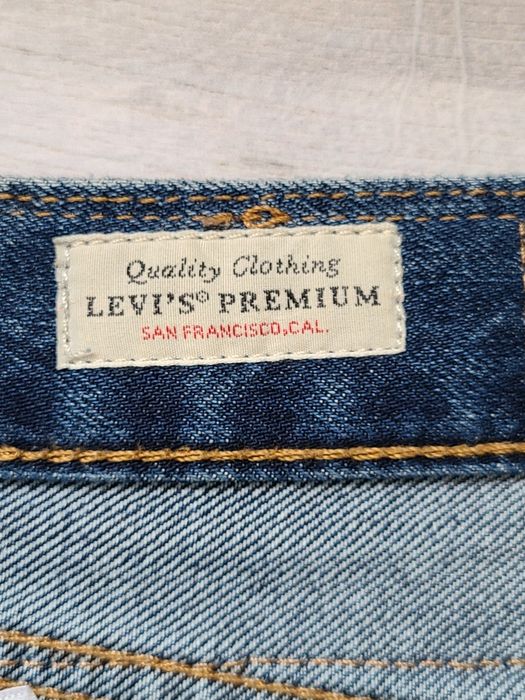 Quality Clothing
LEVI'S® PREMIUM
SAN FRANCISCO, CAL.